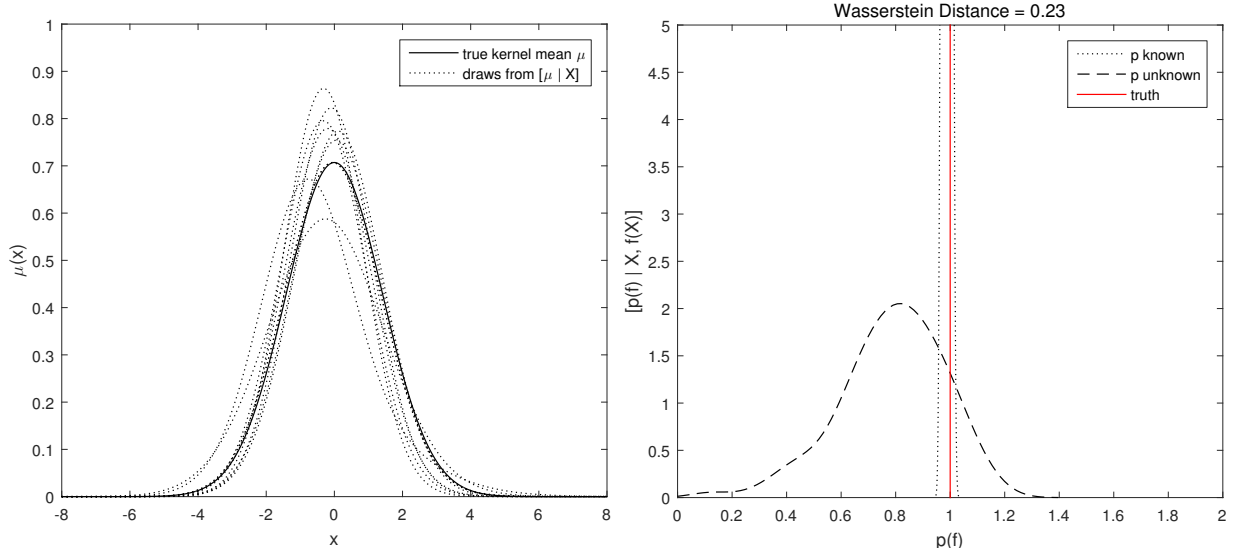 1
0.9
0.8
0.7
0.6
0.5
0.4
0.3
0.2
0.1
0
μ(x)
-8 -6 -4 -2 0 2 4 6 8
x
true kernel mean μ
draws from [μ | X]
Wasserstein Distance = 0.23
5
4.5
4
3.5
3
2.5
2
1.5
1
0.5
0
[p(f) | X, f(X)]
0 0.2 0.4 0.6 0.8 1 1.2 1.4 1.6 1.8 2
p(f)
p known
p unknown
truth